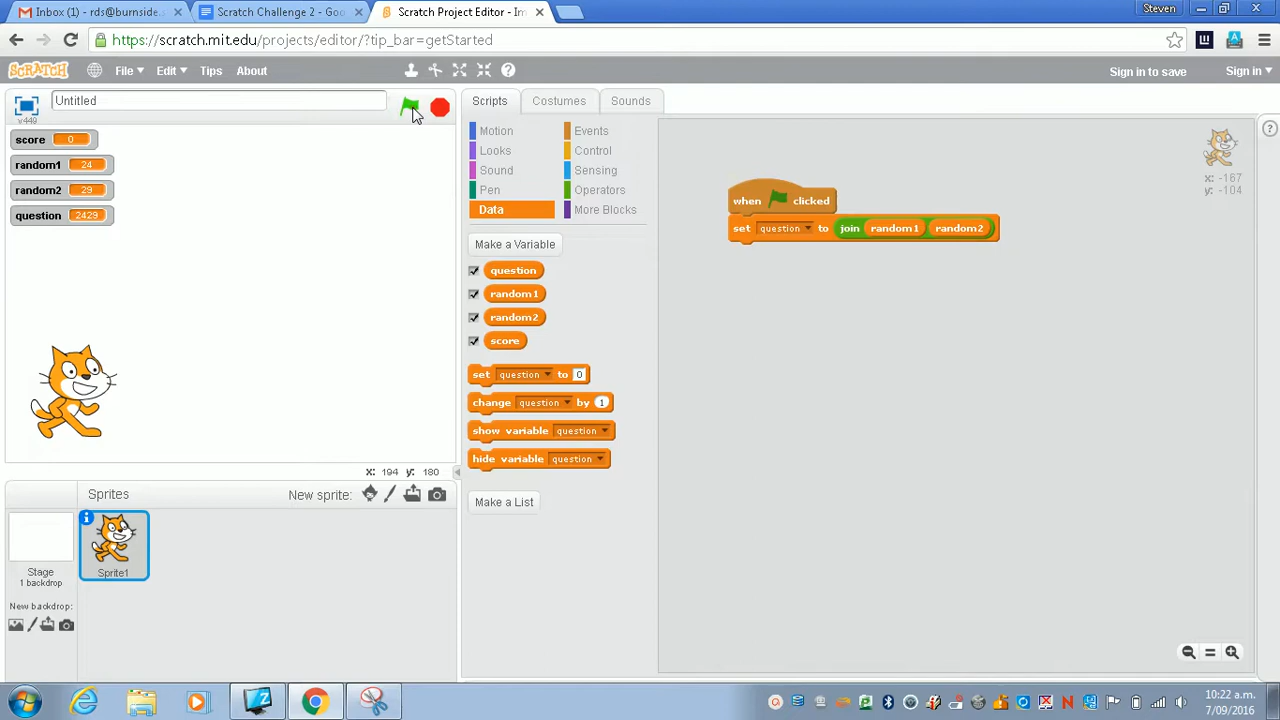 Inbox (1) - rds@burnside.s
Scratch Challenge 2 - Goo
Scratch Project Editor - Im
Steven
https://scratch.mit.edu/projects/editor/?tip_bar=getStarted
SCRATCH
File
Edit
Tips
About
Sign in to save
Sign in
v449
Untitled
Scripts
Costumes
Sounds
score 0
random1 24
random2 29
question 2429
Motion
Looks
Sound
Pen
Data
Events
Control
Sensing
Operators
More Blocks
Make a Variable
question
random1
random2
score
set question to 0
change question by 1
show variable question
hide variable question
Make a List
when clicked
set question to join random1 random2
x: -167
y: -104
x: 194 y: 180
Sprites
New sprite:
Stage
1 backdrop
New backdrop:
Sprite1
10:22 a.m.
7/09/2016